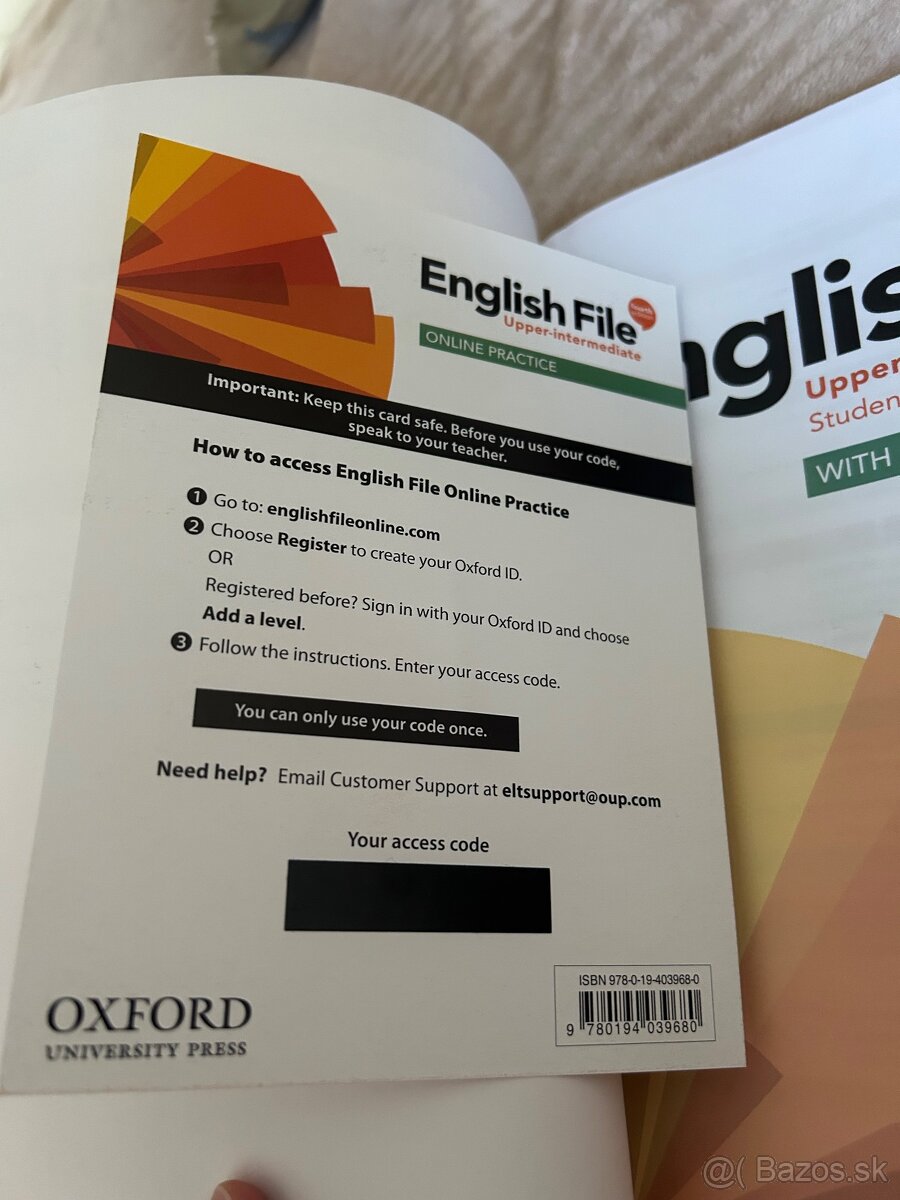 English File
fourth edition
Upper-intermediate
ONLINE PRACTICE
Important: Keep this card safe. Before you use your code,
speak to your teacher.
How to access English File Online Practice
1 Go to: englishfileonline.com
2 Choose Register to create your Oxford ID.
OR
Registered before? Sign in with your Oxford ID and choose
Add a level.
3 Follow the instructions. Enter your access code.
You can only use your code once.
Need help? Email Customer Support at eltsupport@oup.com
Your access code
ISBN 978-0-19-403968-0
9 780194 039680
OXFORD
UNIVERSITY PRESS
nglis
Upper
Studen
WITH
@( Bazos.sk